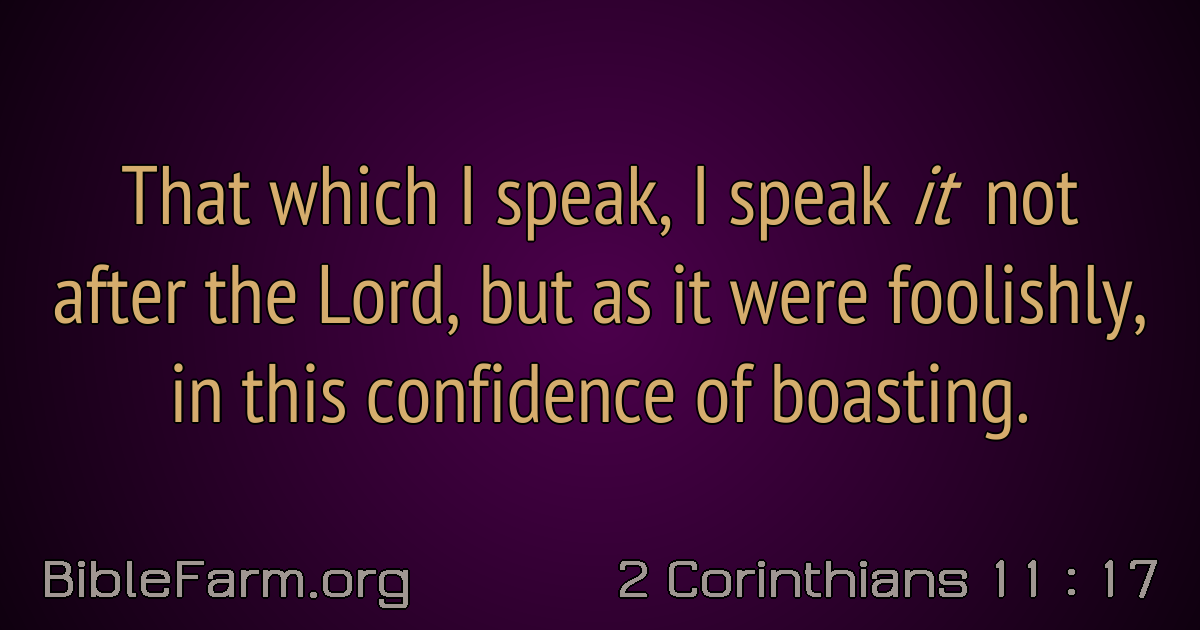 That which I speak, I speak it not
after the Lord, but as it were foolishly,
in this confidence of boasting.
BibleFarm.org
2 Corinthians 11 : 17